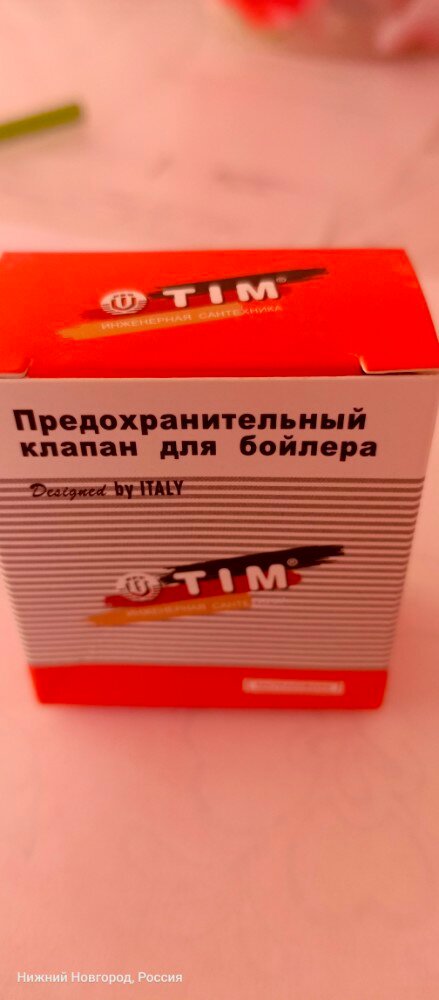 TIM®
ИНЖЕНЕРНАЯ САНТЕХНИКА
Предохранительный
клапан для бойлера
Designed by ITALY
TIM®
ИНЖЕНЕРНАЯ САНТЕХНИКА
Нижний Новгород, Россия